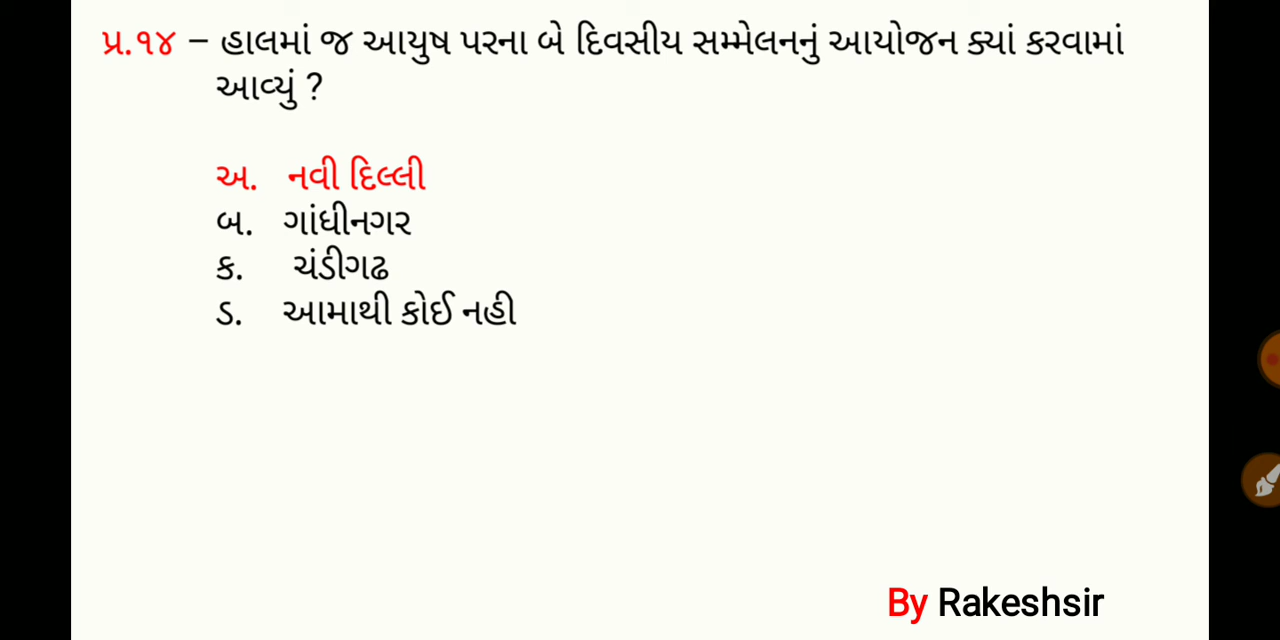 પ્ર.૧૪ – હાલમાં જ આયુષ પરના બે દિવસીય સમ્મેલનનું આયોજન ક્યાં કરવામાં
આવ્યું ?
અ. નવી દિલ્લી
બ. ગાંધીનગર
ક. ચંડીગઢ
ડ. આમાથી કોઈ નહી
By Rakeshsir